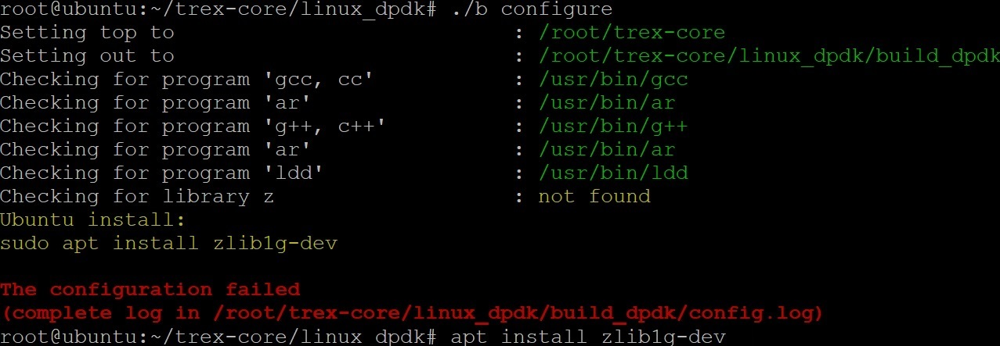 root@ubuntu:~/trex-core/linux_dpdk# ./b configure
Setting top to : /root/trex-core
Setting out to : /root/trex-core/linux_dpdk/build_dpdk
Checking for program 'gcc, cc' : /usr/bin/gcc
Checking for program 'ar' : /usr/bin/ar
Checking for program 'g++, c++' : /usr/bin/g++
Checking for program 'ar' : /usr/bin/ar
Checking for program 'ldd' : /usr/bin/ldd
Checking for library z : not found
Ubuntu install:
sudo apt install zlib1g-dev
The configuration failed
(complete log in /root/trex-core/linux_dpdk/build_dpdk/config.log)
root@ubuntu:~/trex-core/linux_dpdk# apt install zlib1g-dev